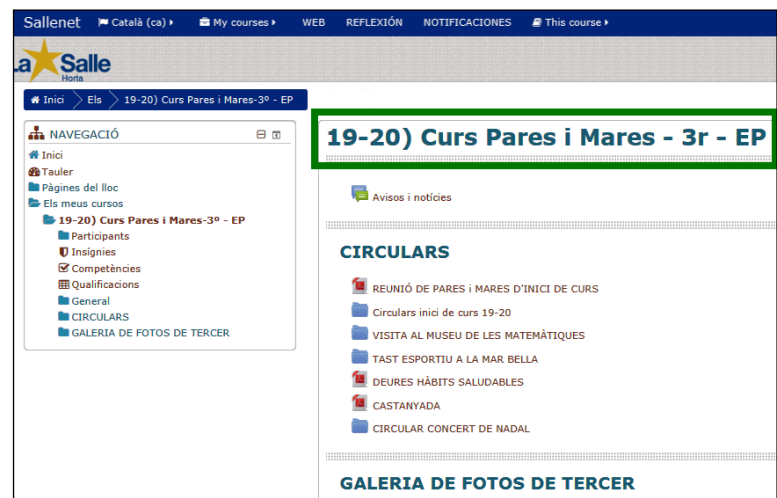 Sallenet Català (ca) My courses WEB REFLEXIÓN NOTIFICACIONES This course
La Salle
Horta
Inici Els 19-20) Curs Pares i Mares-3º - EP
NAVEGACIÓ
Inici
Tauler
Pàgines del lloc
Els meus cursos
19-20) Curs Pares i Mares-3º - EP
Participants
Insígnies
Competències
Qualificacions
General
CIRCULARS
GALERIA DE FOTOS DE TERCER
19-20) Curs Pares i Mares - 3r - EP
Avisos i notícies
CIRCULARS
REUNIÓ DE PARES i MARES D'INICI DE CURS
Circulars inici de curs 19-20
VISITA AL MUSEU DE LES MATEMÀTIQUES
TAST ESPORTIU A LA MAR BELLA
DEURES HÀBITS SALUDABLES
CASTANYADA
CIRCULAR CONCERT DE NADAL
GALERIA DE FOTOS DE TERCER